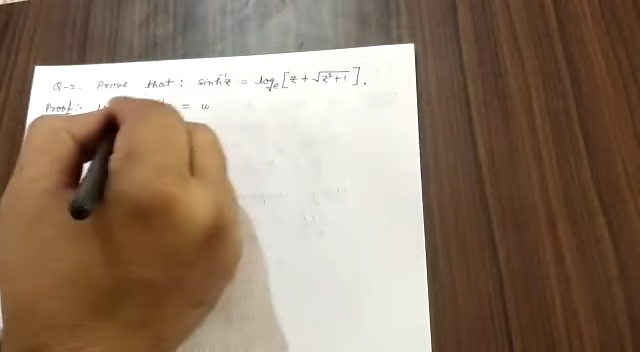 Q-2. Prove that: sinh⁻¹z = logₑ[z + √z²+1].
Proof:- = u